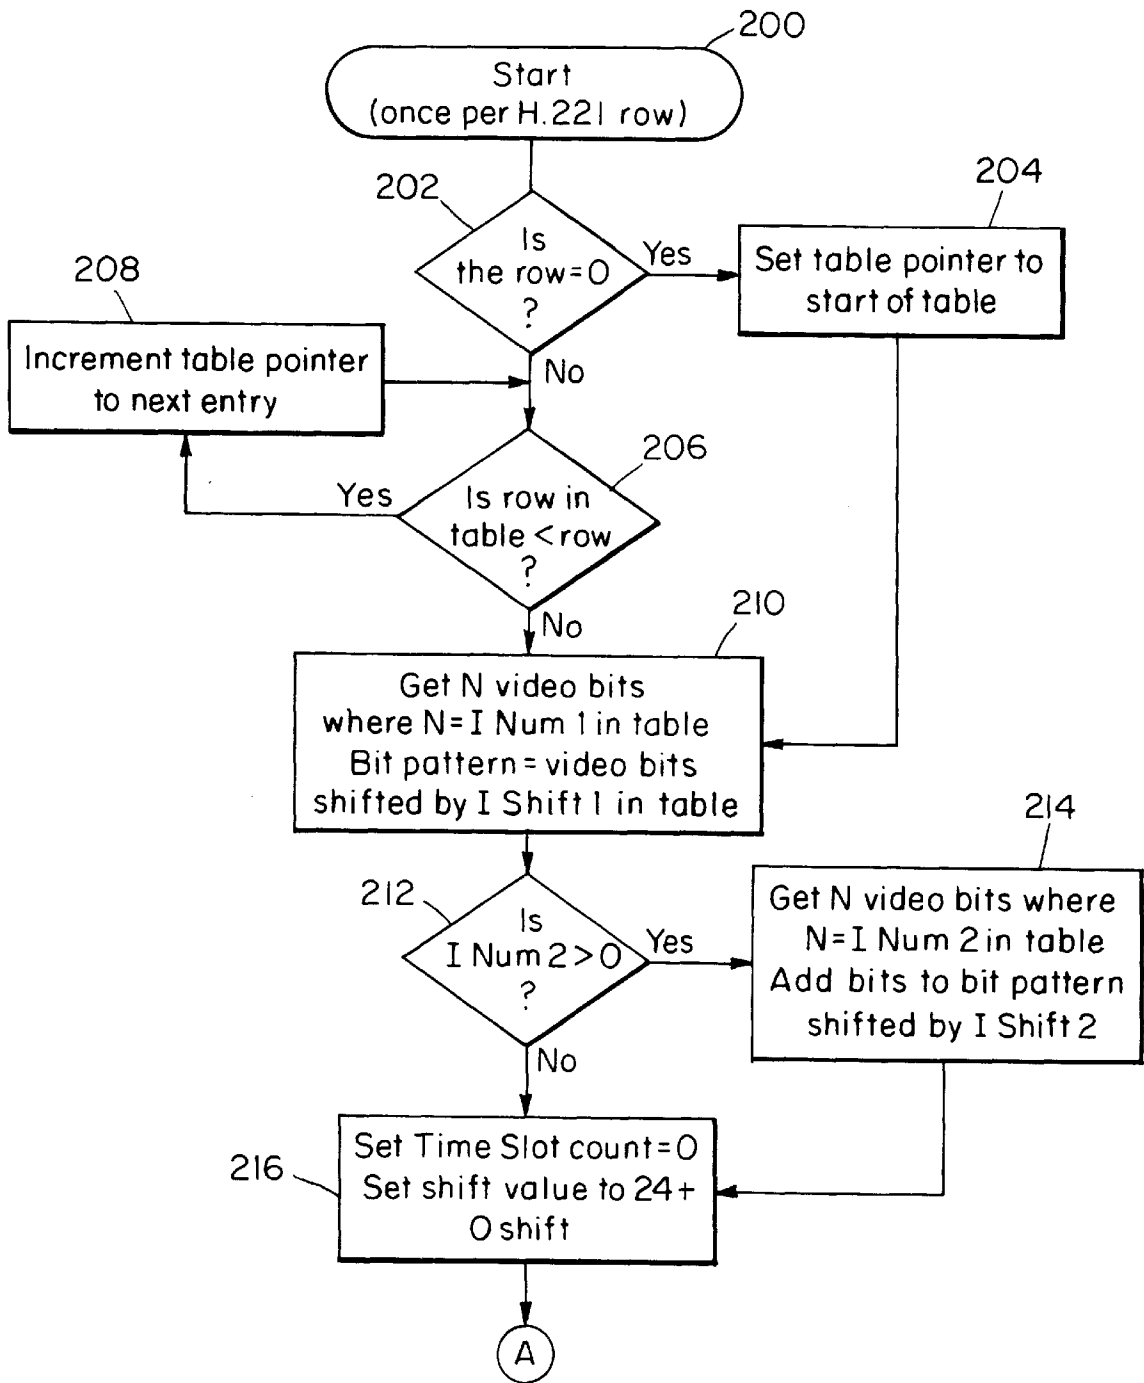 200
Start
(once per H.221 row)
202
Is
the row=0
?
Yes
204
Set table pointer to
start of table
208
Increment table pointer
to next entry
No
206
Is row in
table<row
?
Yes
No
210
Get N video bits
where N=I Num 1 in table
Bit pattern=video bits
shifted by I Shift 1 in table
212
Is
I Num 2>0
?
Yes
214
Get N video bits where
N=I Num 2 in table
Add bits to bit pattern
shifted by I Shift 2
No
216
Set Time Slot count=0
Set shift value to 24+
O shift
A